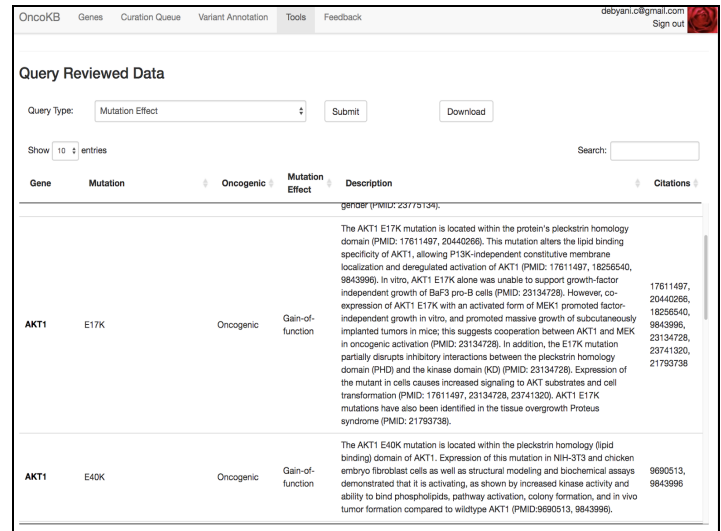 OncoKB Genes Curation Queue Variant Annotation Tools Feedback
debyani.c@gmail.com
Sign out
Query Reviewed Data
Query Type: Mutation Effect Submit Download
Show 10 entries Search:
Gene Mutation Oncogenic Mutation Effect Description Citations
gender (PMID: 23775134).
AKT1
E17K
Oncogenic
Gain-of-
function
The AKT1 E17K mutation is located within the protein's pleckstrin homology
domain (PMID: 17611497, 20440266). This mutation alters the lipid binding
specificity of AKT1, allowing P13K-independent constitutive membrane
localization and deregulated activation of AKT1 (PMID: 17611497, 18256540,
9843996). In vitro, AKT1 E17K alone was unable to support growth-factor
independent growth of BaF3 pro-B cells (PMID: 23134728). However, co-
expression of AKT1 E17K with an activated form of MEK1 promoted factor-
independent growth in vitro, and promoted massive growth of subcutaneously
implanted tumors in mice; this suggests cooperation between AKT1 and MEK
in oncogenic activation (PMID: 23134728). In addition, the E17K mutation
partially disrupts inhibitory interactions between the pleckstrin homology
domain (PHD) and the kinase domain (KD) (PMID: 23134728). Expression of
the mutant in cells causes increased signaling to AKT substrates and cell
transformation (PMID: 17611497, 23134728, 23741320). AKT1 E17K
mutations have also been identified in the tissue overgrowth Proteus
syndrome (PMID: 21793738).
17611497,
20440266,
18256540,
9843996,
23134728,
23741320,
21793738
AKT1
E40K
Oncogenic
Gain-of-
function
The AKT1 E40K mutation is located within the pleckstrin homology (lipid
binding) domain of AKT1. Expression of this mutation in NIH-3T3 and chicken
embryo fibroblast cells as well as structural modeling and biochemical assays
demonstrated that it is activating, as shown by increased kinase activity and
ability to bind phospholipids, pathway activation, colony formation, and in vivo
tumor formation compared to wildtype AKT1 (PMID:9690513, 9843996).
9690513,
9843996